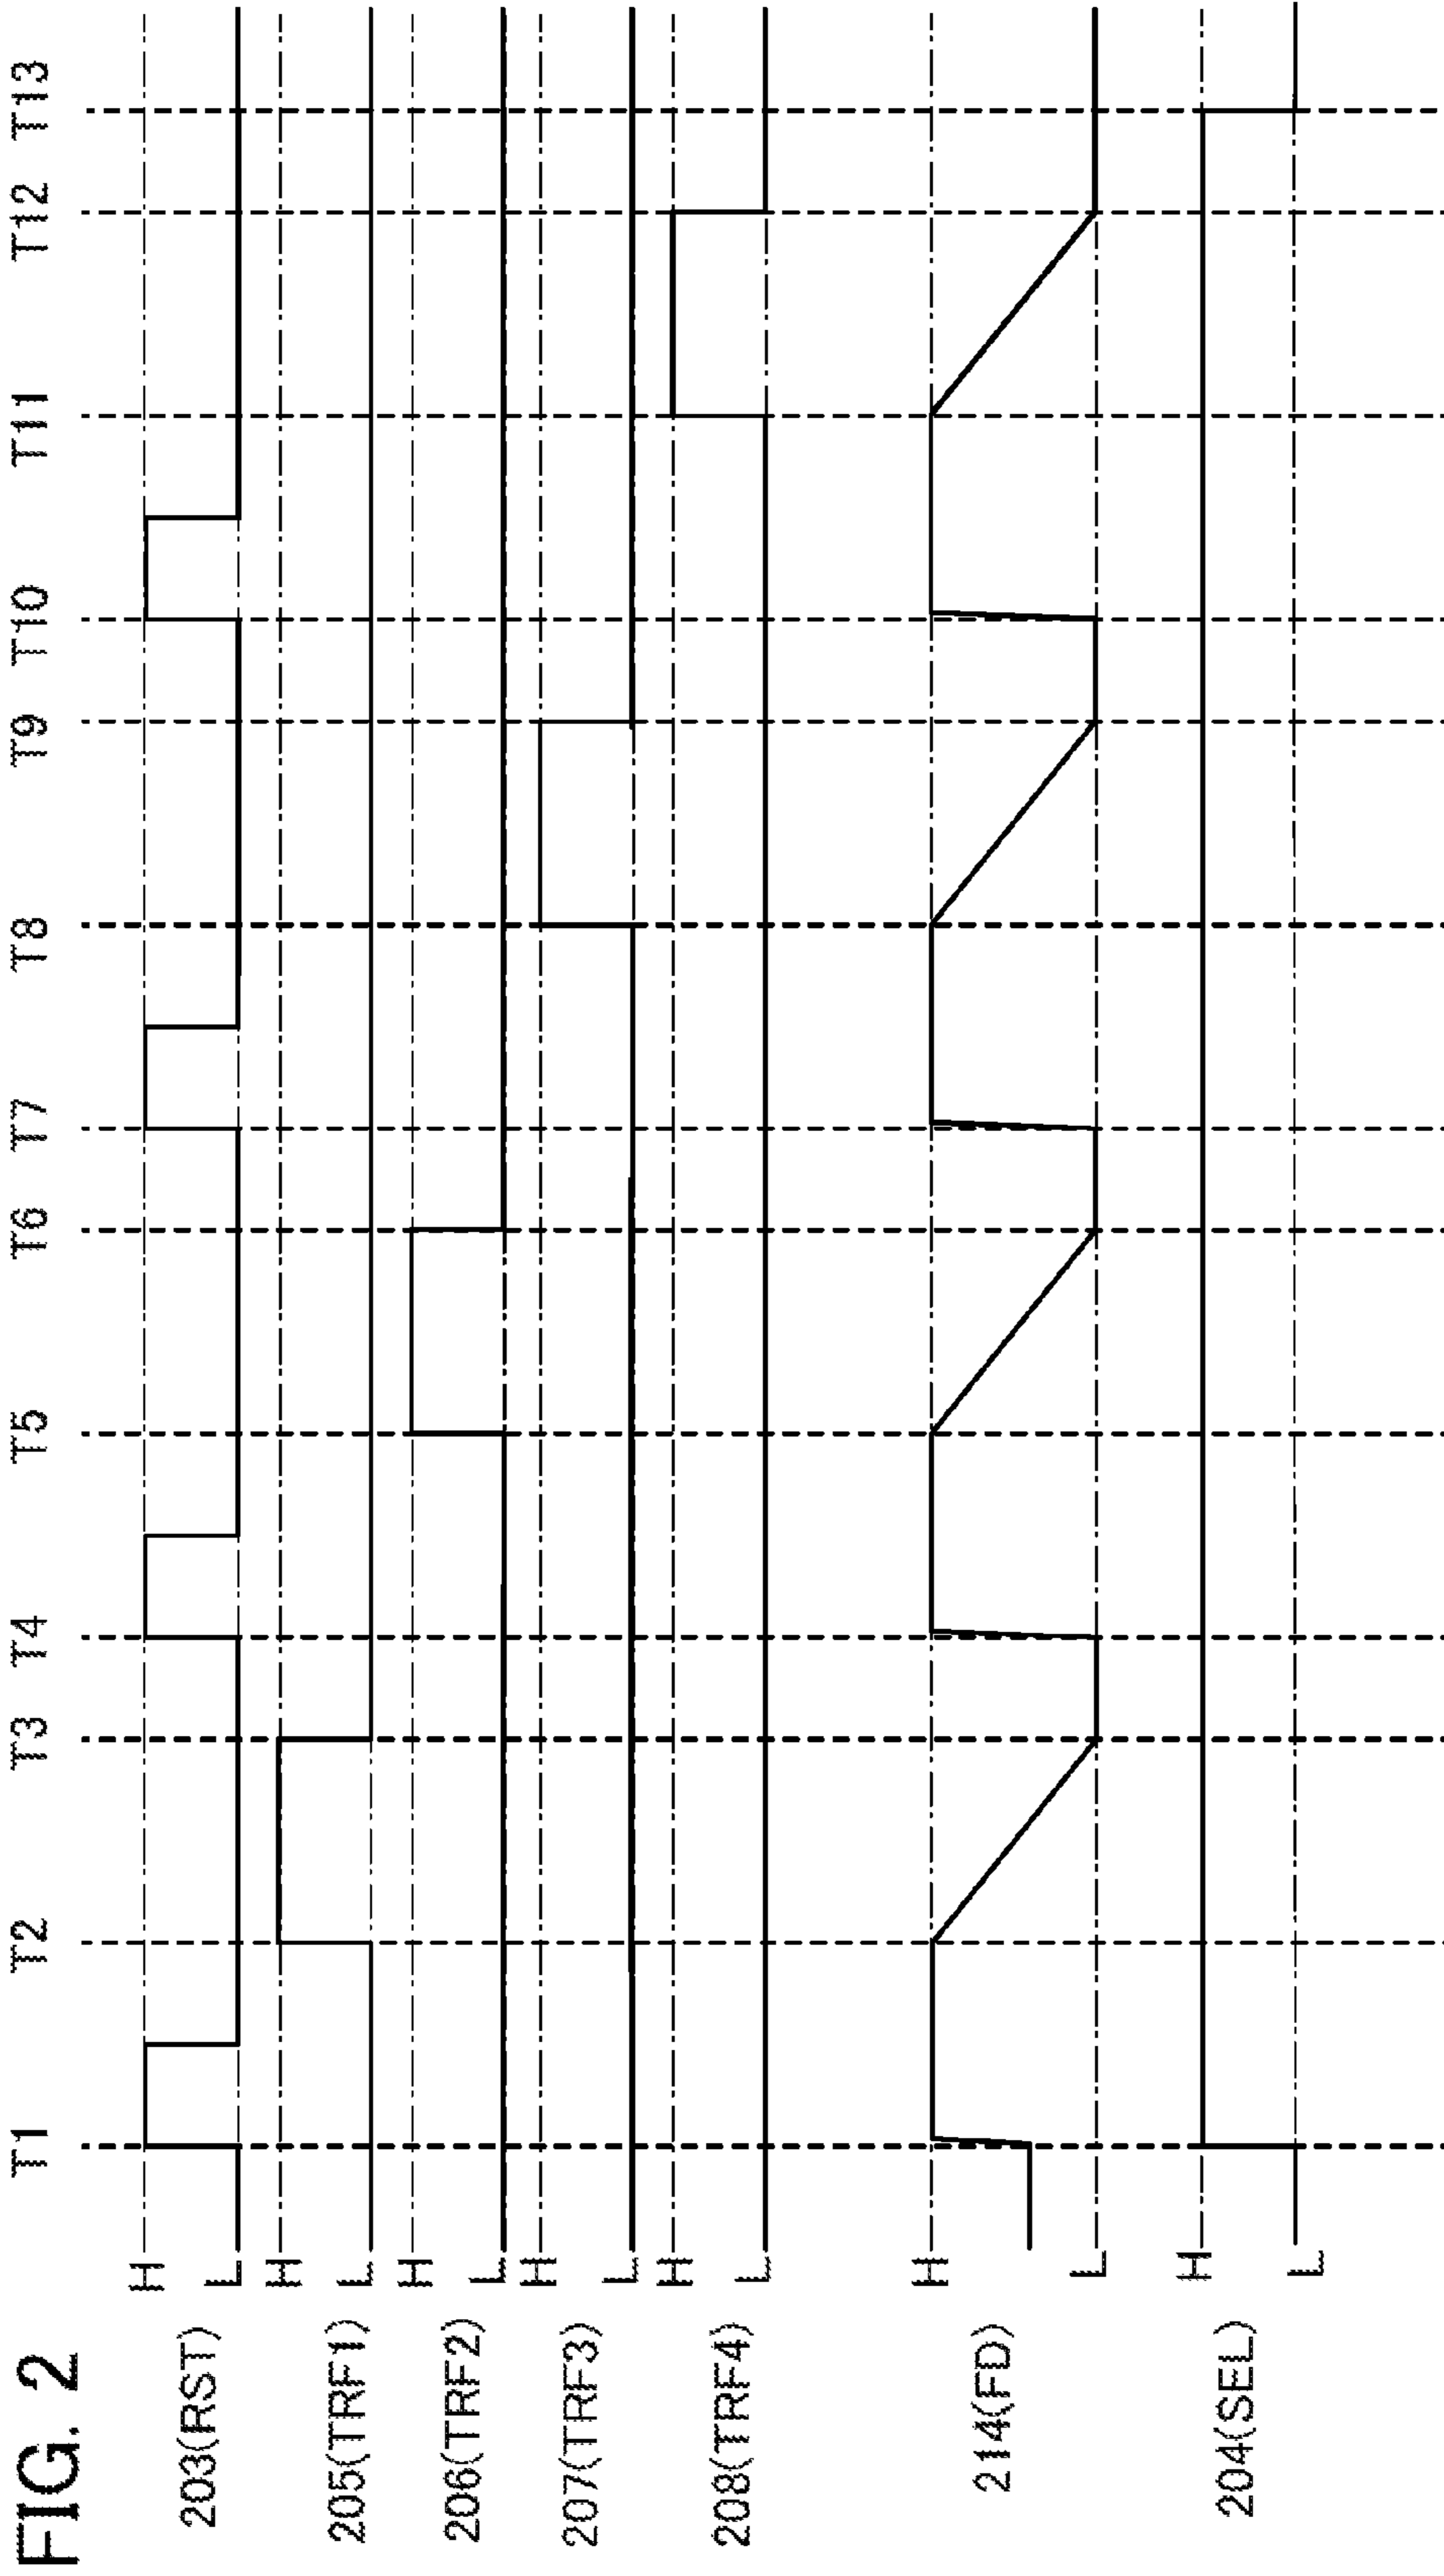 FIG. 2
T1 T2 T3 T4 T5 T6 T7 T8 T9 T10 T11 T12 T13
203(RST) H
L
205(TRF1) H
L
206(TRF2) H
L
207(TRF3) H
L
208(TRF4) H
L
214(FD) H
L
204(SEL) H
L